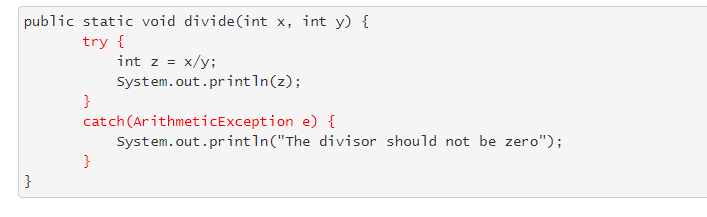 public static void divide(int x, int y) {
try {
int z = x/y;
System.out.println(z);
}
catch(ArithmeticException e) {
System.out.println("The divisor should not be zero");
}
}